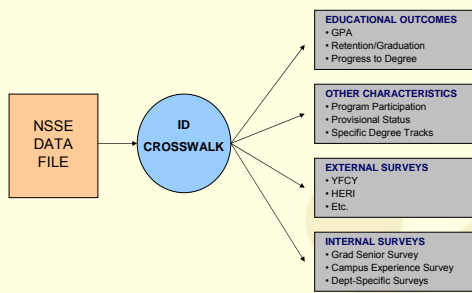 NSSE
DATA
FILE
ID
CROSSWALK
EDUCATIONAL OUTCOMES
• GPA
• Retention/Graduation
• Progress to Degree
OTHER CHARACTERISTICS
• Program Participation
• Provisional Status
• Specific Degree Tracks
EXTERNAL SURVEYS
• YFCY
• HERI
• Etc.
INTERNAL SURVEYS
• Grad Senior Survey
• Campus Experience Survey
• Dept-Specific Surveys